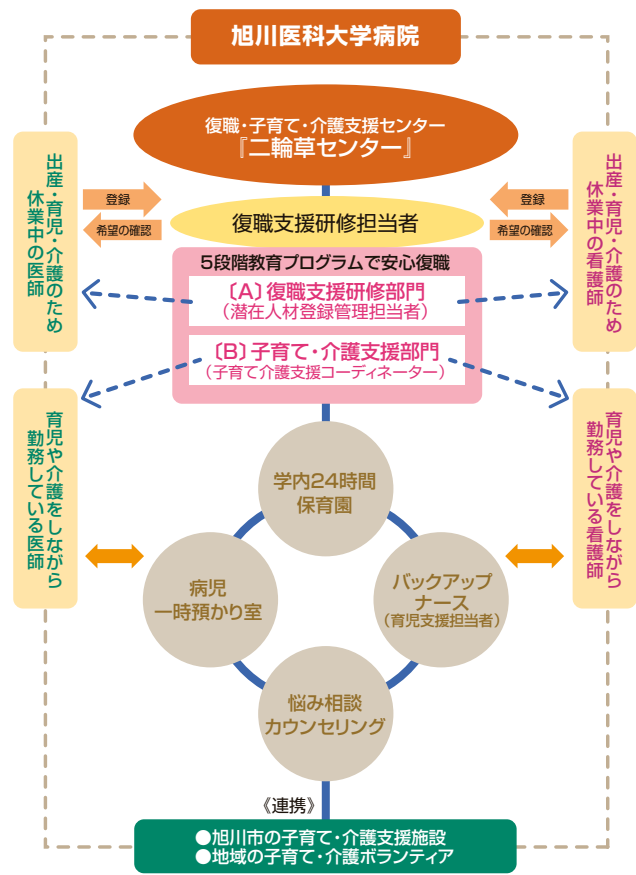 旭川医科大学病院
復職・子育て・介護支援センター
『二輪草センター』
出産・育児・介護のため
休業中の医師
登録
希望の確認
復職支援研修担当者
登録
希望の確認
出産・育児・介護のため
休業中の看護師
5段階教育プログラムで安心復職
〔A〕復職支援研修部門
（潜在人材登録管理担当者）
〔B〕子育て・介護支援部門
（子育て介護支援コーディネーター）
育児や介護をしながら
勤務している医師
育児や介護をしながら
勤務している看護師
学内24時間
保育園
病児
一時預かり室
バックアップ
ナース
（育児支援担当者）
悩み相談
カウンセリング
《連携》
●旭川市の子育て・介護支援施設
●地域の子育て・介護ボランティア